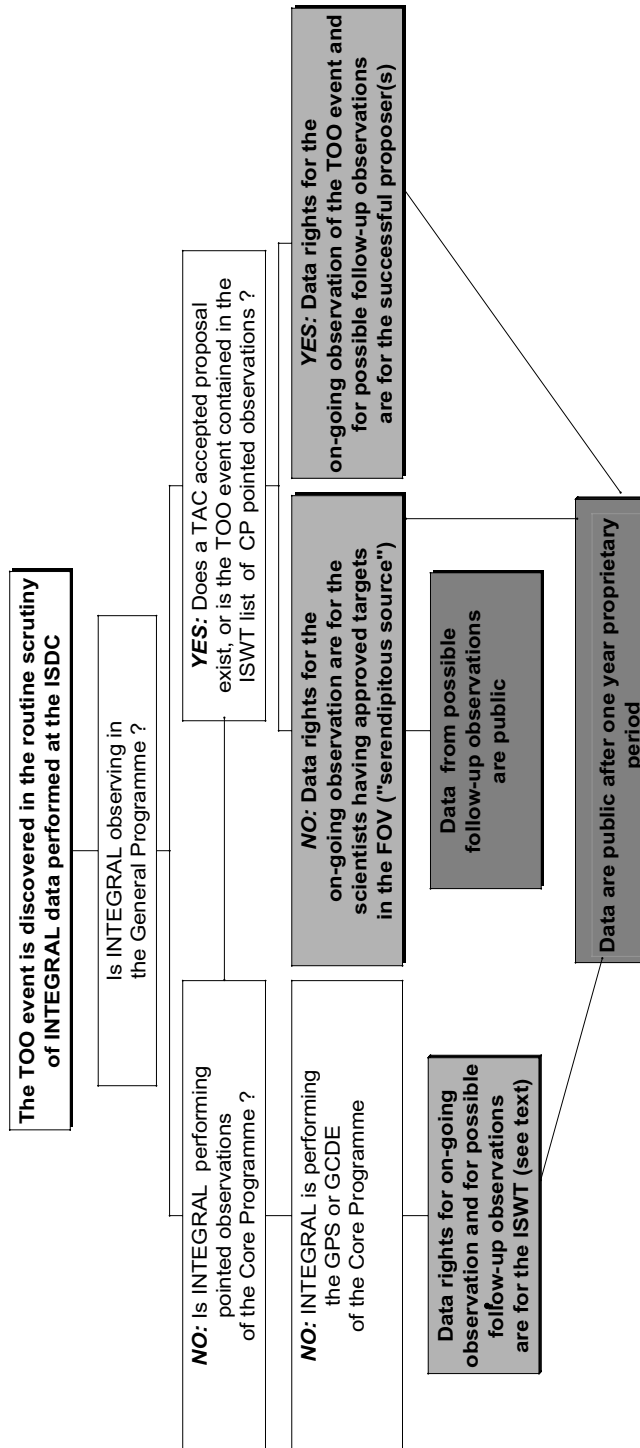 The TOO event is discovered in the routine scrutiny
of INTEGRAL data performed at the ISDC
Is INTEGRAL observing in
the General Programme ?
NO: Is INTEGRAL performing
pointed observations
of the Core Programme ?
YES: Does a TAC accepted proposal
exist, or is the TOO event contained in the
ISWT list of CP pointed observations ?
NO: INTEGRAL is performing
the GPS or GCDE
of the Core Programme
NO: Data rights for the
on-going observation are for the
scientists having approved targets
in the FOV ("serendipitous source")
YES: Data rights for the
on-going observation of the TOO event and
for possible follow-up observations
are for the successful proposer(s)
Data rights for on-going
observation and for possible
follow-up observations
are for the ISWT (see text)
Data from possible
follow-up observations
are public
Data are public after one year proprietary
period